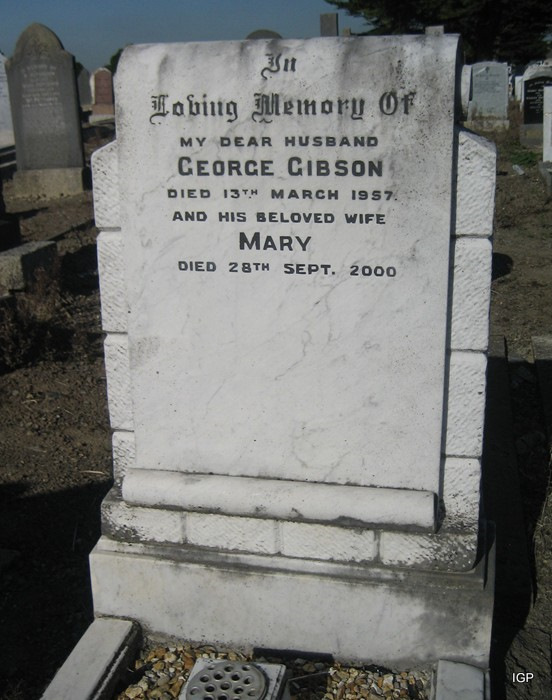 In
Loving Memory Of
MY DEAR HUSBAND
GEORGE GIBSON
DIED 13TH MARCH 1957.
AND HIS BELOVED WIFE
MARY
DIED 28TH SEPT. 2000
IGP